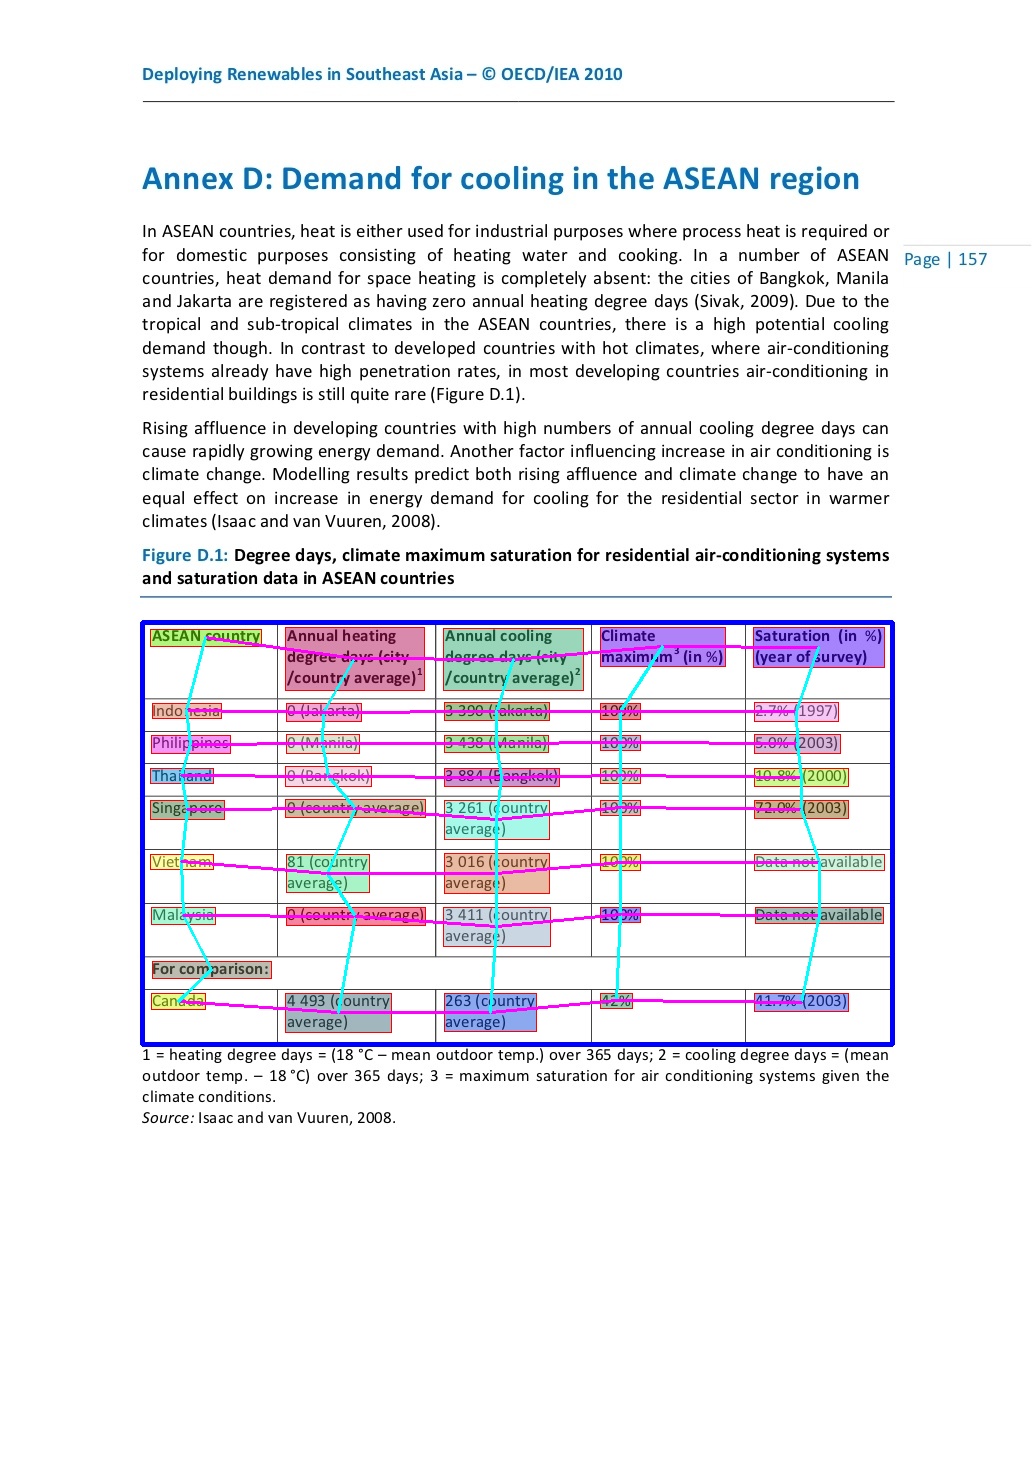 Deploying Renewables in Southeast Asia – © OECD/IEA 2010
Annex D: Demand for cooling in the ASEAN region
In ASEAN countries, heat is either used for industrial purposes where process heat is required or
for domestic purposes consisting of heating water and cooking. In a number of ASEAN
countries, heat demand for space heating is completely absent: the cities of Bangkok, Manila
and Jakarta are registered as having zero annual heating degree days (Sivak, 2009). Due to the
tropical and sub-tropical climates in the ASEAN countries, there is a high potential cooling
demand though. In contrast to developed countries with hot climates, where air-conditioning
systems already have high penetration rates, in most developing countries air-conditioning in
residential buildings is still quite rare (Figure D.1).
Page | 157
Rising affluence in developing countries with high numbers of annual cooling degree days can
cause rapidly growing energy demand. Another factor influencing increase in air conditioning is
climate change. Modelling results predict both rising affluence and climate change to have an
equal effect on increase in energy demand for cooling for the residential sector in warmer
climates (Isaac and van Vuuren, 2008).
Figure D.1: Degree days, climate maximum saturation for residential air-conditioning systems
and saturation data in ASEAN countries
ASEAN country
Annual heating
degree days (city
/country average)1
Annual cooling
degree days (city
/country average)2
Climate
maximum3 (in %)
Saturation (in %)
(year of survey)
Indonesia 0 (Jakarta) 3 390 (Jakarta) 100% 2.7% (1997)
Philippines 0 (Manila) 3 438 (Manila) 100% 5.0% (2003)
Thailand 0 (Bangkok) 3 884 (Bangkok) 100% 10.8% (2000)
Singapore 0 (country average) 3 261 (country 100% 72.0% (2003)
average)
Vietnam 81 (country 3 016 (country 100% Data not available
average) average)
Malaysia 0 (country average) 3 411 (country 100% Data not available
average)
For comparison:
Canada 4 493 (country 263 (country 42% 41.7% (2003)
average) average)
1 = heating degree days = (18 °C – mean outdoor temp.) over 365 days; 2 = cooling degree days = (mean
outdoor temp. – 18 °C) over 365 days; 3 = maximum saturation for air conditioning systems given the
climate conditions.
Source: Isaac and van Vuuren, 2008.